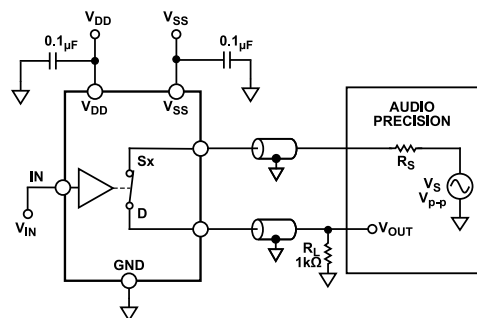 VDD
VSS
0.1µF
0.1µF
VDD
VSS
AUDIO
PRECISION
Sx
RS
IN
VS
Vp-p
D
VIN
VOUT
RL
1kΩ
GND